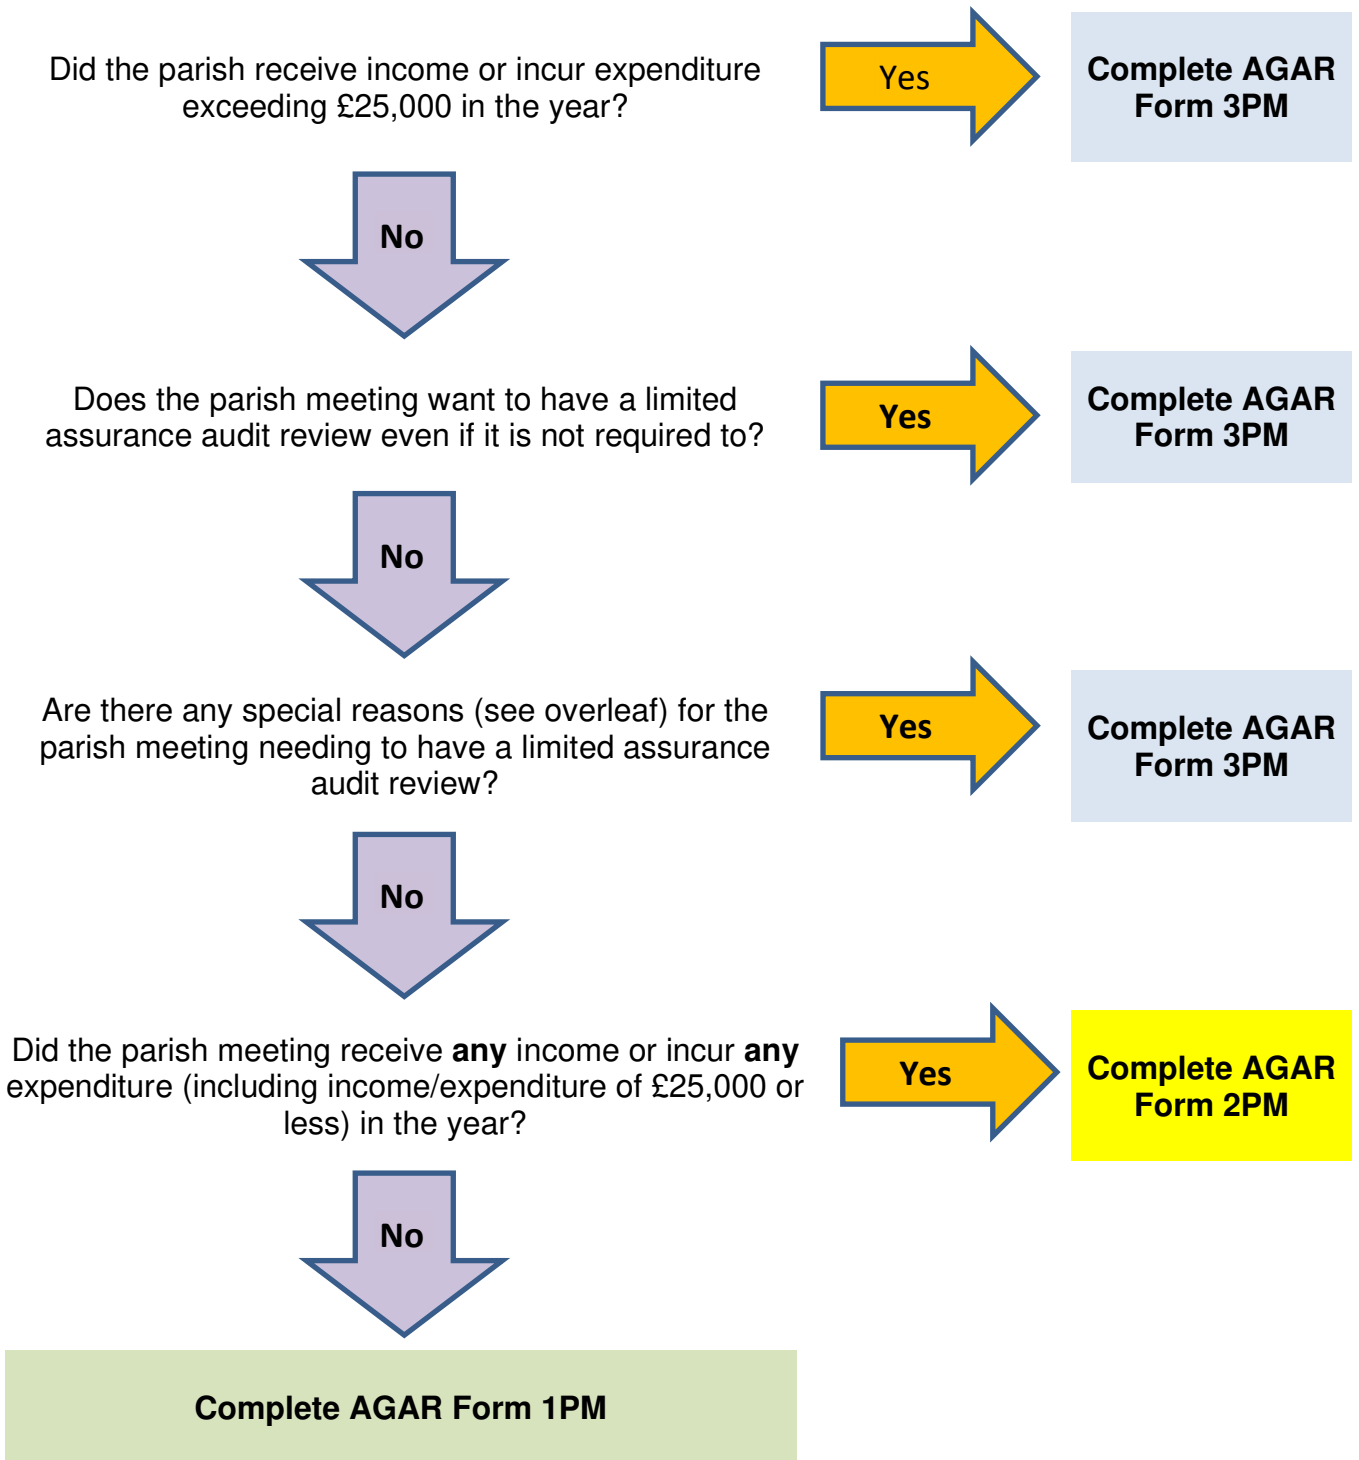 Did the parish receive income or incur expenditure
exceeding £25,000 in the year?
Yes
Complete AGAR
Form 3PM
No
Does the parish meeting want to have a limited
assurance audit review even if it is not required to?
Yes
Complete AGAR
Form 3PM
No
Are there any special reasons (see overleaf) for the
parish meeting needing to have a limited assurance
audit review?
Yes
Complete AGAR
Form 3PM
No
Did the parish meeting receive any income or incur any
expenditure (including income/expenditure of £25,000 or
less) in the year?
Yes
Complete AGAR
Form 2PM
No
Complete AGAR Form 1PM